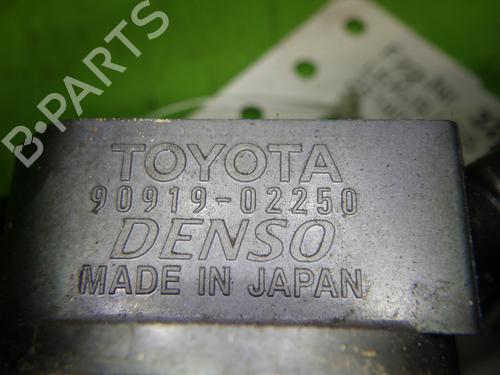 B-PARTS
TOYOTA
90919-02250
DENSO
MADE IN JAPAN